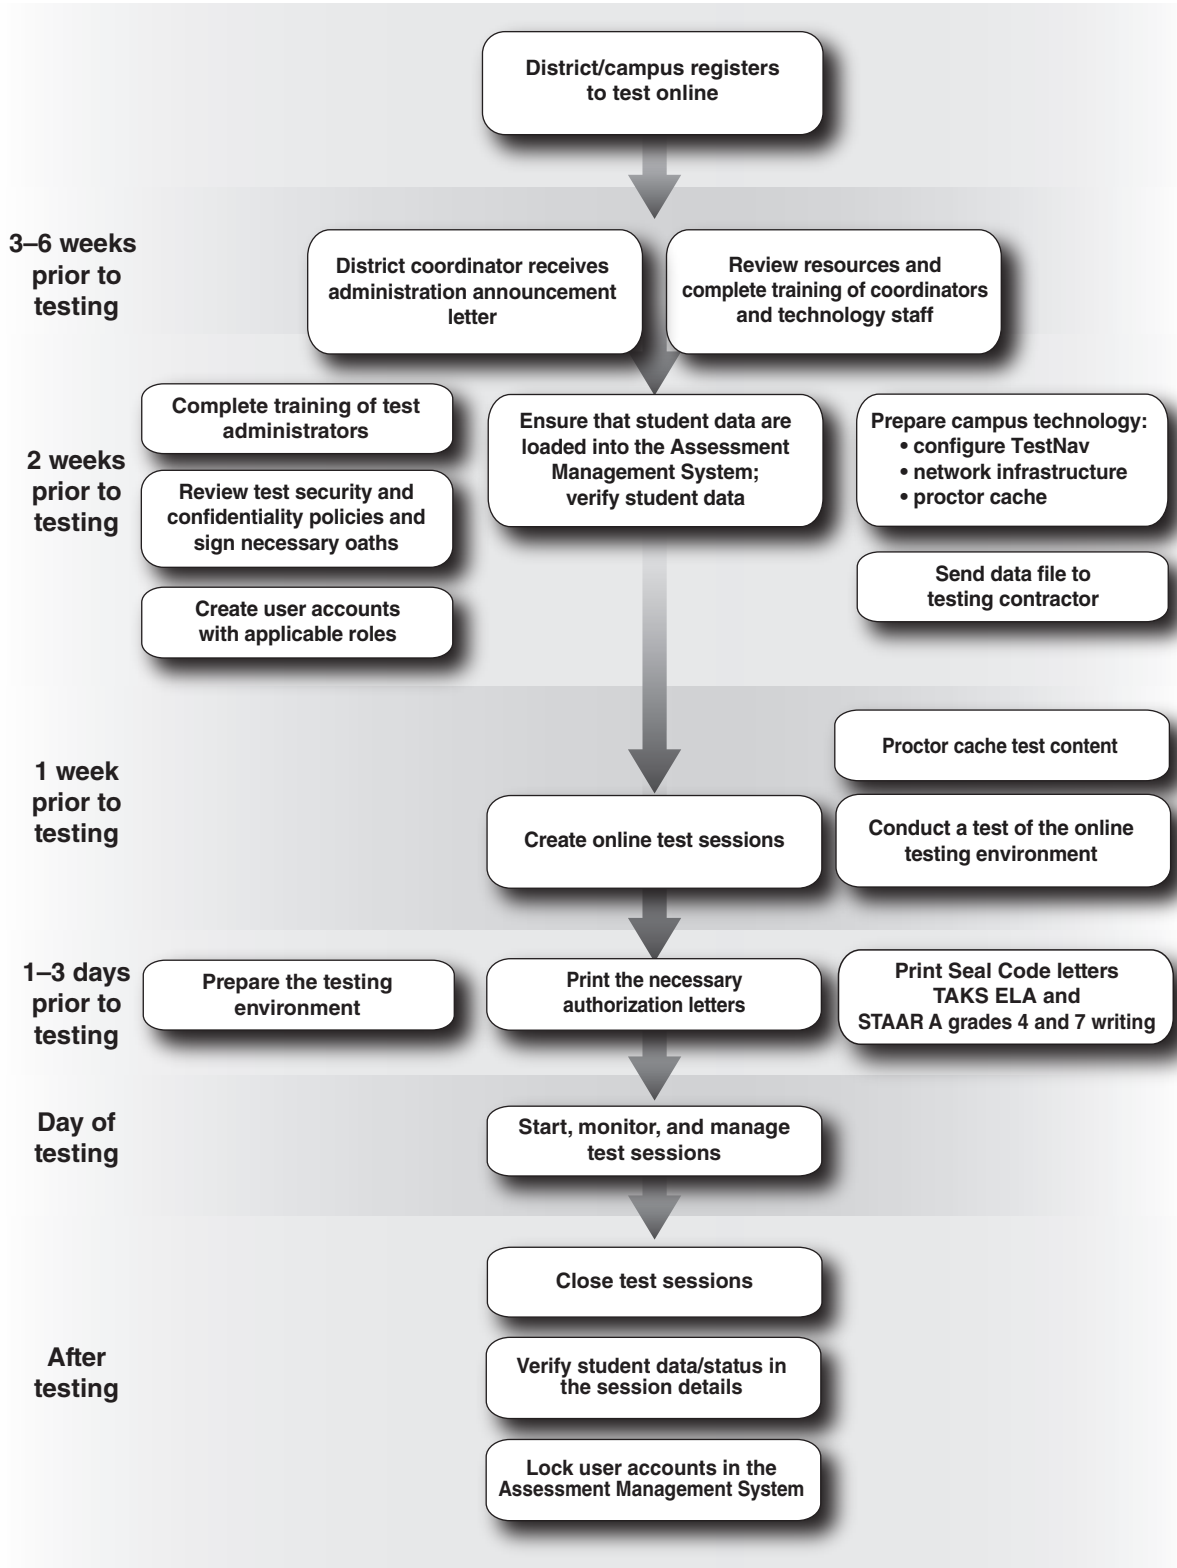 District/campus registers
to test online
3–6 weeks
prior to
testing
District coordinator receives
administration announcement
letter
Review resources and
complete training of coordinators
and technology staff
2 weeks
prior to
testing
Complete training of test
administrators
Review test security and
confidentiality policies and
sign necessary oaths
Create user accounts
with applicable roles
Ensure that student data are
loaded into the Assessment
Management System;
verify student data
Prepare campus technology:
• configure TestNav
• network infrastructure
• proctor cache
Send data file to
testing contractor
1 week
prior to
testing
Create online test sessions
Proctor cache test content
Conduct a test of the online
testing environment
1–3 days
prior to
testing
Prepare the testing
environment
Print the necessary
authorization letters
Print Seal Code letters
TAKS ELA and
STAAR A grades 4 and 7 writing
Day of
testing
Start, monitor, and manage
test sessions
After
testing
Close test sessions
Verify student data/status in
the session details
Lock user accounts in the
Assessment Management System